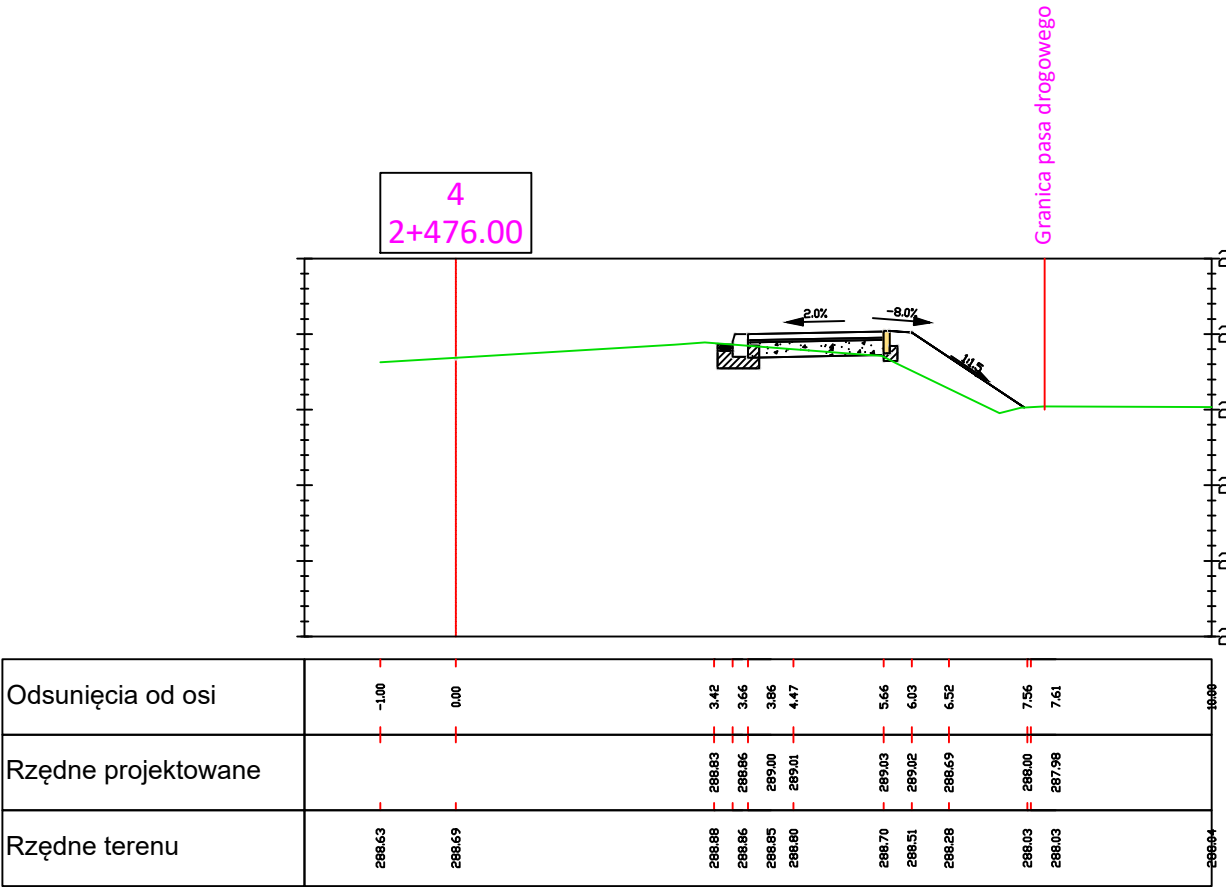 Granica pasa drogowego
4
2+476.00
2.0%
-8.0%
1:1.5
Odsunięcia od osi
-1.00 0.00 3.42 3.66 3.86 4.47 5.66 6.03 6.52 7.56 7.61 10.00
Rzędne projektowane
288.83 288.86 289.00 289.01 289.03 289.02 288.69 288.00 287.98
Rzędne terenu
288.63 288.69 288.88 288.86 288.85 288.80 288.70 288.51 288.28 288.03 288.03 288.04